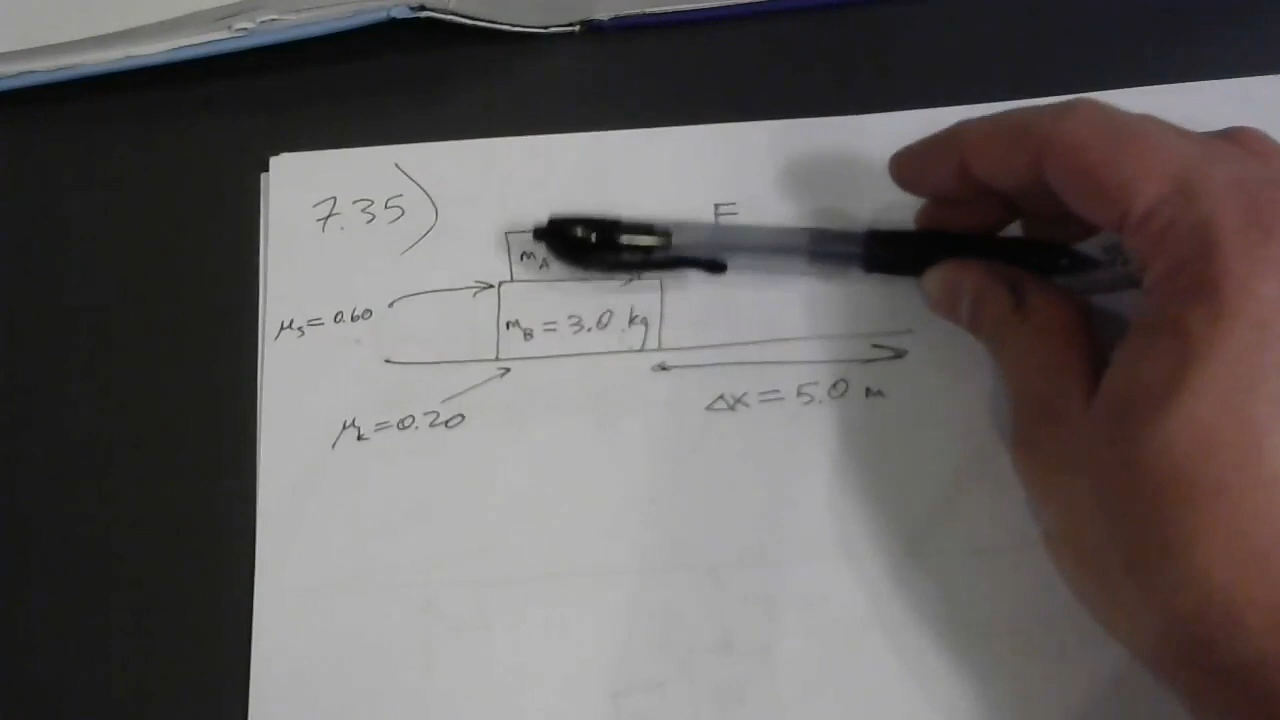 7.35)
F
mA
μs = 0.60
mB = 3.0 kg
μk = 0.20
Δx = 5.0 m